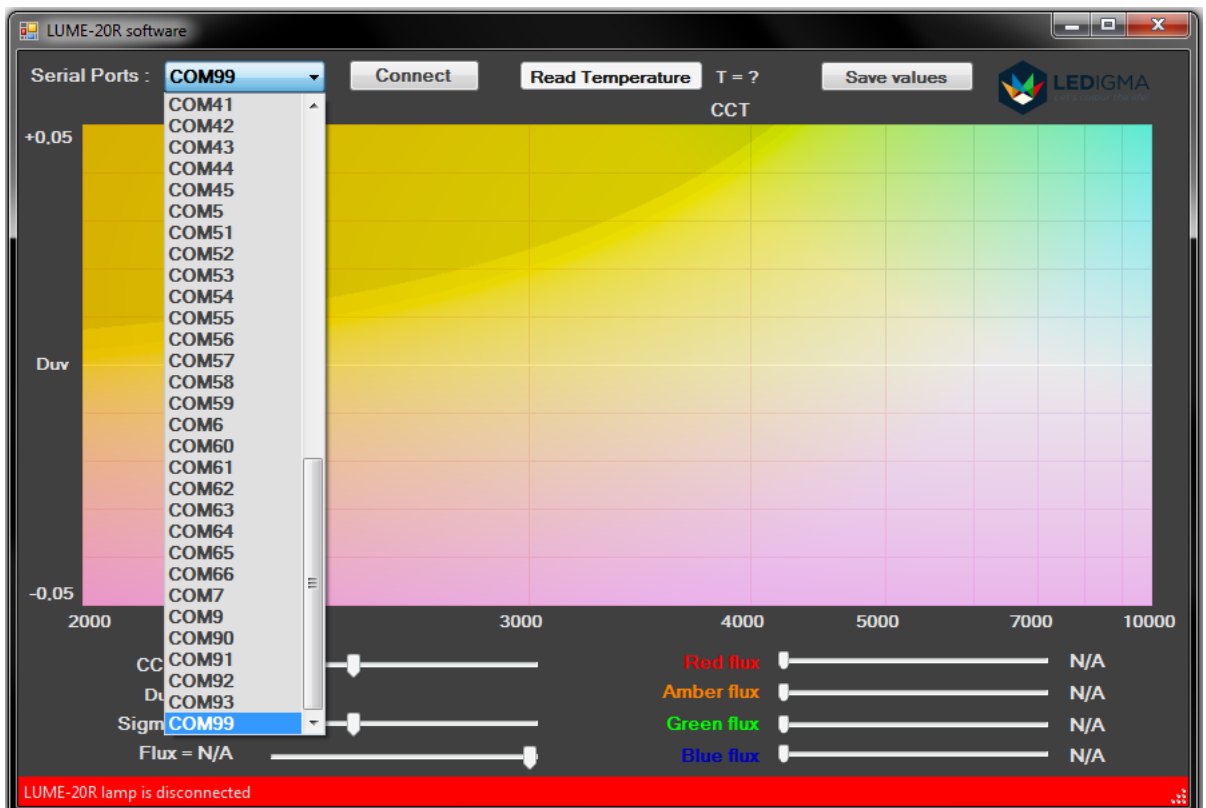 LUME-20R software
Serial Ports : COM99 Connect Read Temperature T = ? Save values LEDIGMA
CCT
COM41
COM42
COM43
COM44
COM45
COM5
COM51
COM52
COM53
COM54
COM55
COM56
COM57
COM58
COM59
COM6
COM60
COM61
COM62
COM63
COM64
COM65
COM66
COM7
COM9
COM90
COM91
COM92
COM93
COM99
+0,05
Duv
-0,05
2000 3000 4000 5000 7000 10000
CC
Du
Sigm
Flux = N/A
Red flux N/A
Amber flux N/A
Green flux N/A
Blue flux N/A
LUME-20R lamp is disconnected